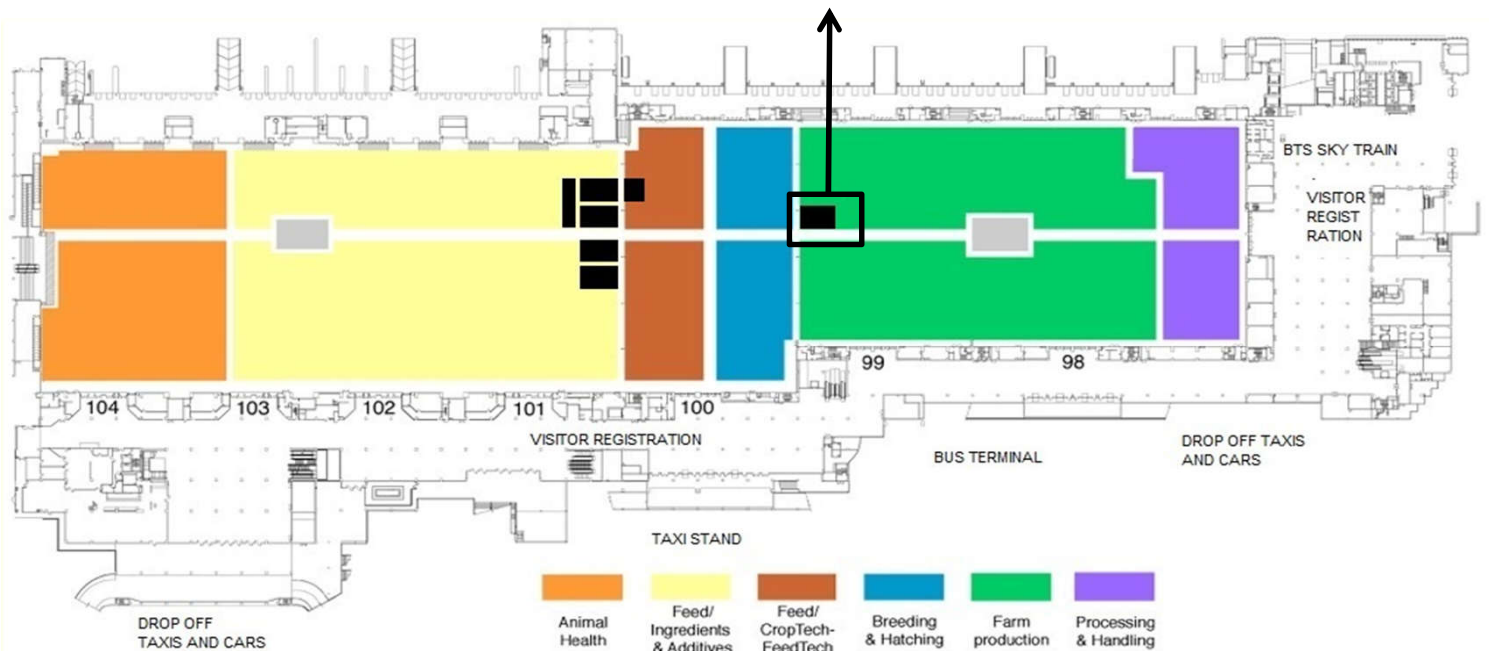 BTS SKY TRAIN
VISITOR
REGIST
RATION
99
98
104
103
102
101
100
VISITOR REGISTRATION
BUS TERMINAL
DROP OFF TAXIS
AND CARS
TAXI STAND
DROP OFF
TAXIS AND CARS
Animal
Health
Feed/
Ingredients
& Additives
Feed/
CropTech-
FeedTech
Breeding
& Hatching
Farm
production
Processing
& Handling